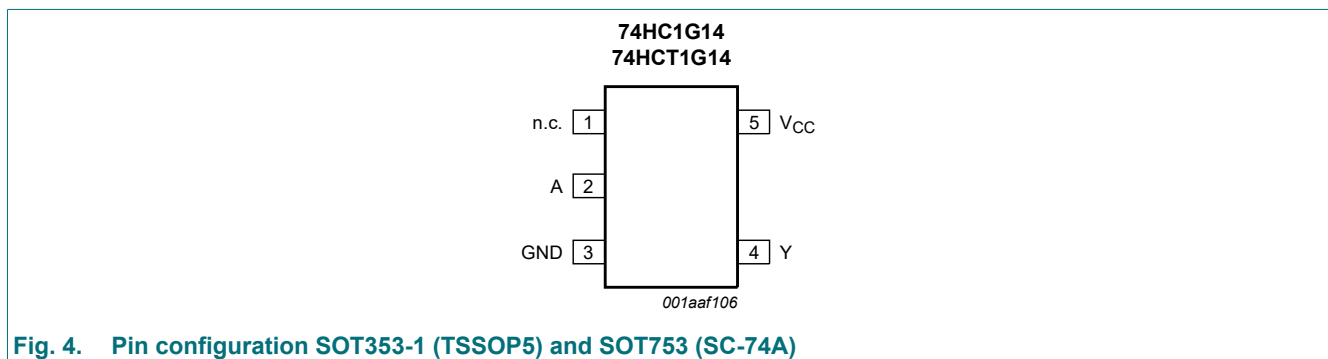 74HC1G14
74HCT1G14
n.c. 1
5 VCC
A 2
GND 3
4 Y
001aaf106
Fig. 4. Pin configuration SOT353-1 (TSSOP5) and SOT753 (SC-74A)